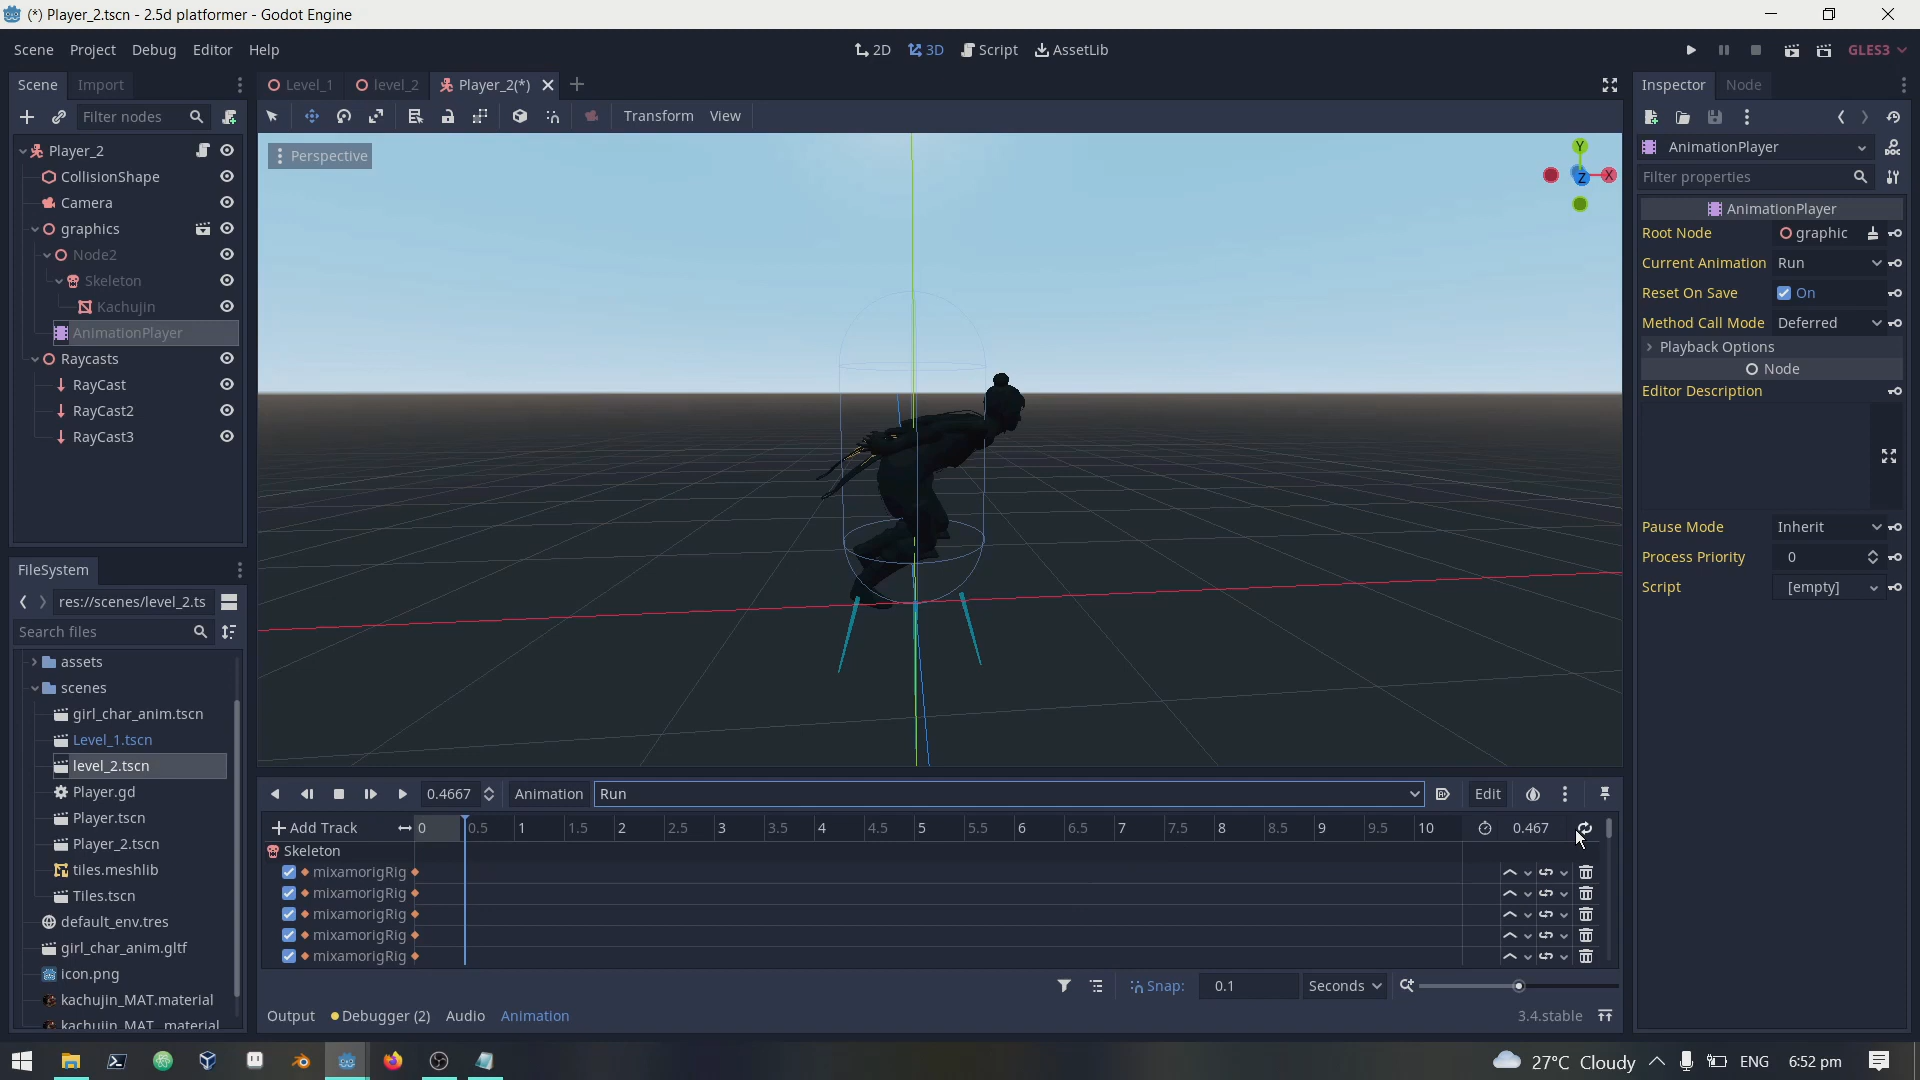 (*) Player_2.tscn - 2.5d platformer - Godot Engine
Scene Project Debug Editor Help
2D 3D Script AssetLib
GLES3
Scene Import
Level_1 level_2 Player_2(*)
Inspector Node
Filter nodes
Transform View
Player_2
CollisionShape
Camera
graphics
Node2
Skeleton
Kachujin
AnimationPlayer
Raycasts
RayCast
RayCast2
RayCast3
Perspective
Y
X
Z
AnimationPlayer
Filter properties
AnimationPlayer
Root Node graphic
Current Animation Run
Reset On Save On
Method Call Mode Deferred
Playback Options
Node
Editor Description
Pause Mode Inherit
Process Priority 0
Script [empty]
FileSystem
res://scenes/level_2.ts
Search files
assets
scenes
girl_char_anim.tscn
Level_1.tscn
level_2.tscn
Player.gd
Player.tscn
Player_2.tscn
tiles.meshlib
Tiles.tscn
default_env.tres
girl_char_anim.gltf
icon.png
kachujin_MAT.material
kachujin_MAT_ material
0.4667 Animation Run Edit
Add Track 0 0.5 1 1.5 2 2.5 3 3.5 4 4.5 5 5.5 6 6.5 7 7.5 8 8.5 9 9.5 10 0.467
Skeleton
mixamorigRig
mixamorigRig
mixamorigRig
mixamorigRig
mixamorigRig
Snap: 0.1 Seconds
Output Debugger (2) Audio Animation 3.4.stable
27°C Cloudy ENG 6:52 pm